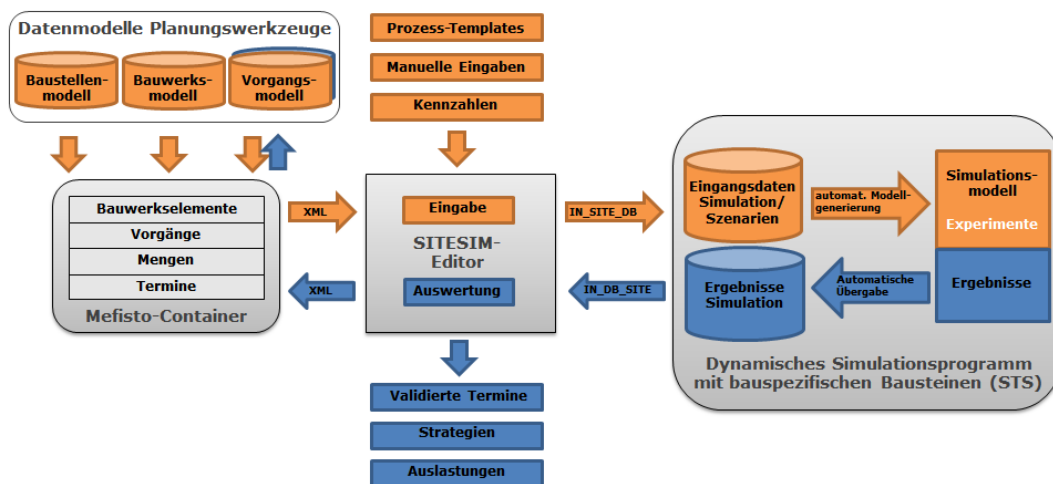 Datenmodelle Planungswerkzeuge
Baustellen-
modell
Bauwerks-
modell
Vorgangs-
modell
Prozess-Templates
Manuelle Eingaben
Kennzahlen
Bauwerkselemente
Vorgänge
Mengen
Termine
Mefisto-Container
XML
XML
Eingabe
SITESIM-
Editor
Auswertung
IN_SITE_DB
IN_DB_SITE
Eingangsdaten
Simulation/
Szenarien
automat. Modell-
generierung
Simulations-
modell
Experimente
Ergebnisse
Simulation
Automatische
Übergabe
Ergebnisse
Dynamisches Simulationsprogramm
mit bauspezifischen Bausteinen (STS)
Validierte Termine
Strategien
Auslastungen